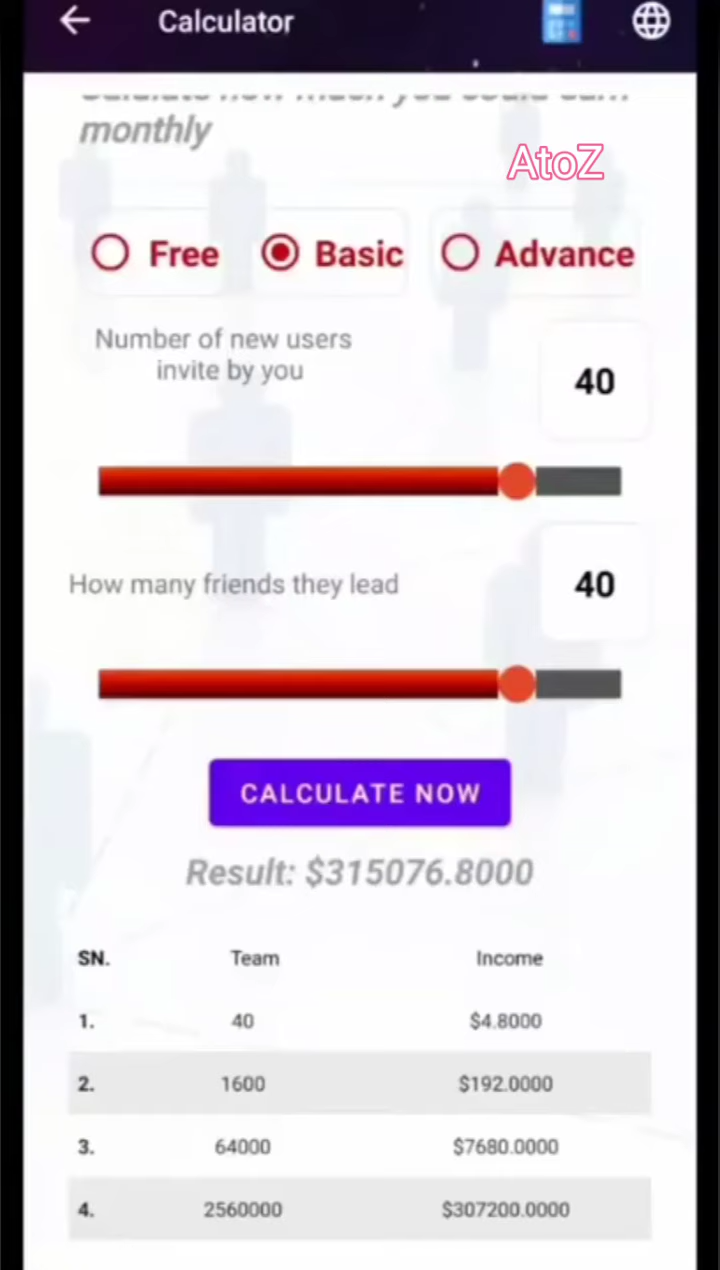 Calculator
monthly
AtoZ
Free
Basic
Advance
Number of new users
invite by you
40
How many friends they lead
40
CALCULATE NOW
Result: $315076.8000
SN. Team Income
1. 40 $4.8000
2. 1600 $192.0000
3. 64000 $7680.0000
4. 2560000 $307200.0000